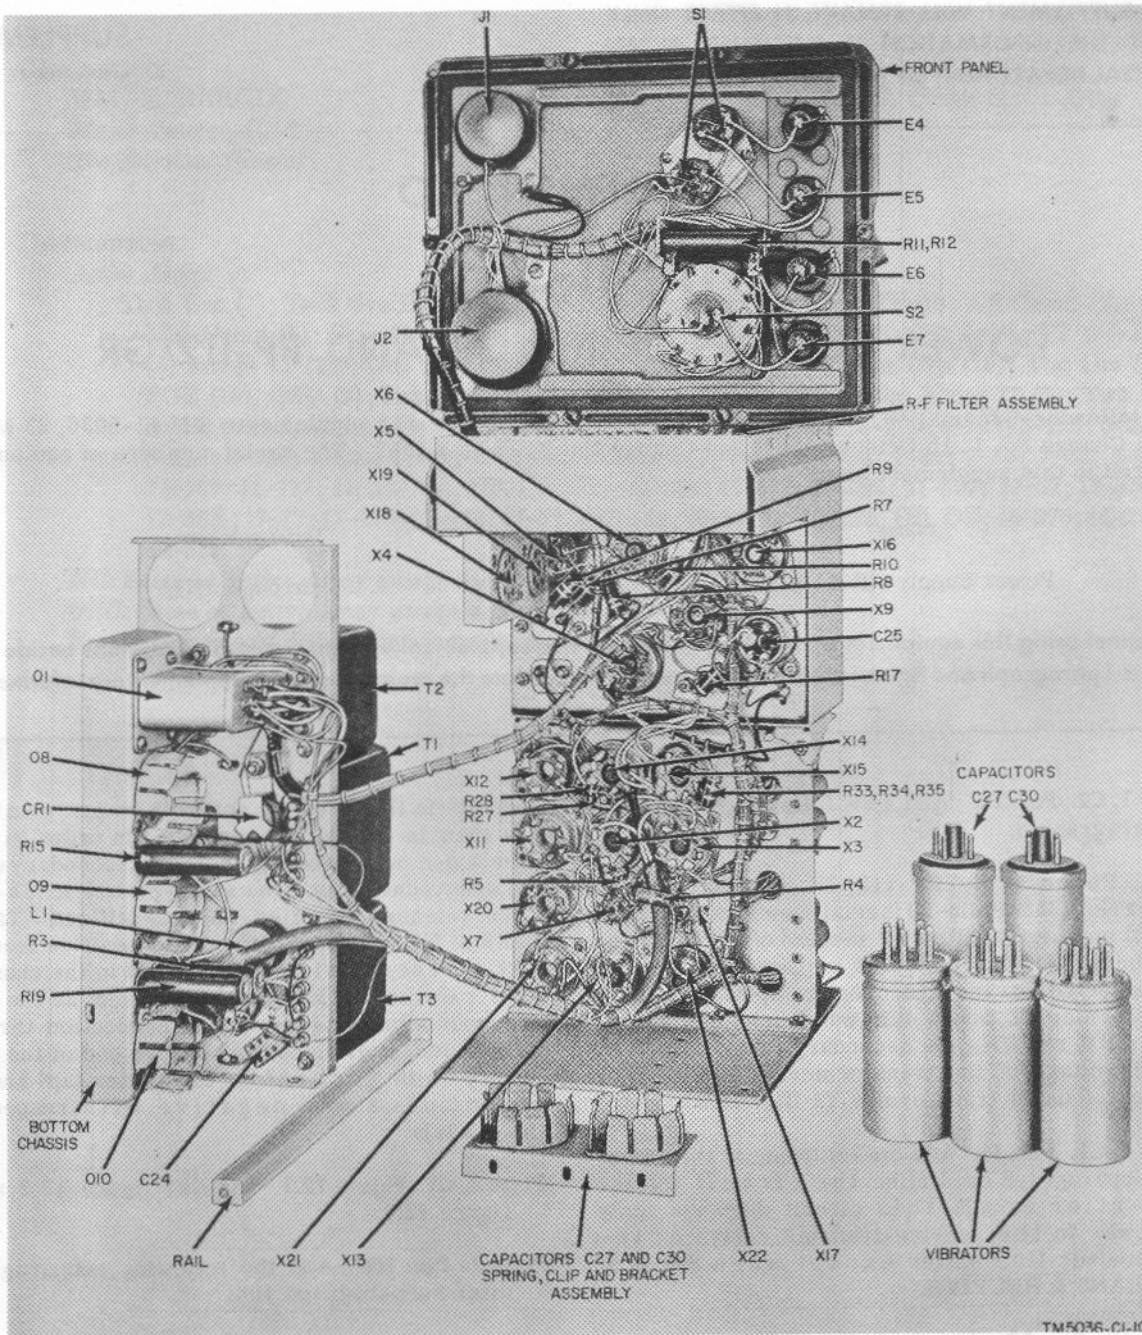 J1
S1
FRONT PANEL
E4
E5
R11,R12
E6
S2
J2
E7
X6
R-F FILTER ASSEMBLY
X5
R9
X19
R7
X18
X16
X4
R10
R8
X9
C25
O1
T2
R17
T1
X14
O8
X12
X15
CAPACITORS
R28
R33,R34,R35
C27 C30
CR1
R27
X2
X11
X3
R15
O9
R5
R4
L1
X20
R3
X7
R19
T3
BOTTOM
CHASSIS
O10
C24
RAIL
X21
X13
CAPACITORS C27 AND C30
SPRING, CLIP AND BRACKET
ASSEMBLY
X22
X17
VIBRATORS
TM5036-C1-10